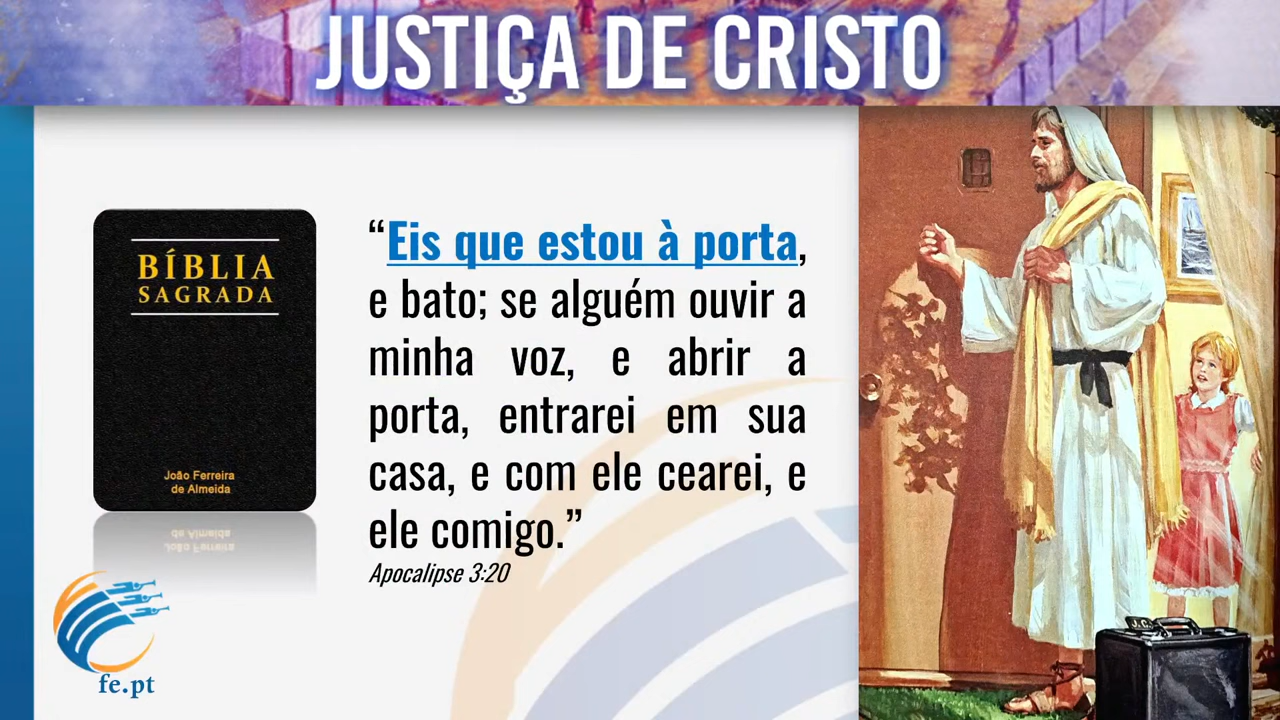 JUSTIÇA DE CRISTO
BÍBLIA
SAGRADA
João Ferreira
de Almeida
“Eis que estou à porta,
e bato; se alguém ouvir a
minha voz, e abrir a
porta, entrarei em sua
casa, e com ele cearei, e
ele comigo.”
Apocalipse 3:20
fe.pt
J.C.